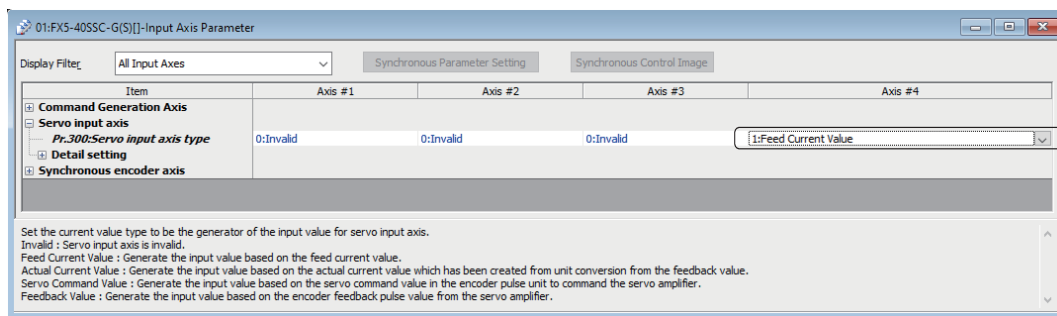 01:FX5-40SSC-G(S)[]-Input Axis Parameter
Display Filter All Input Axes Synchronous Parameter Setting Synchronous Control Image
Item Axis #1 Axis #2 Axis #3 Axis #4
Command Generation Axis
Servo input axis
Pr.300:Servo input axis type 0:Invalid 0:Invalid 0:Invalid 1:Feed Current Value
Detail setting
Synchronous encoder axis
Set the current value type to be the generator of the input value for servo input axis.
Invalid : Servo input axis is invalid.
Feed Current Value : Generate the input value based on the feed current value.
Actual Current Value : Generate the input value based on the actual current value which has been created from unit conversion from the feedback value.
Servo Command Value : Generate the input value based on the servo command value in the encoder pulse unit to command the servo amplifier.
Feedback Value : Generate the input value based on the encoder feedback pulse value from the servo amplifier.